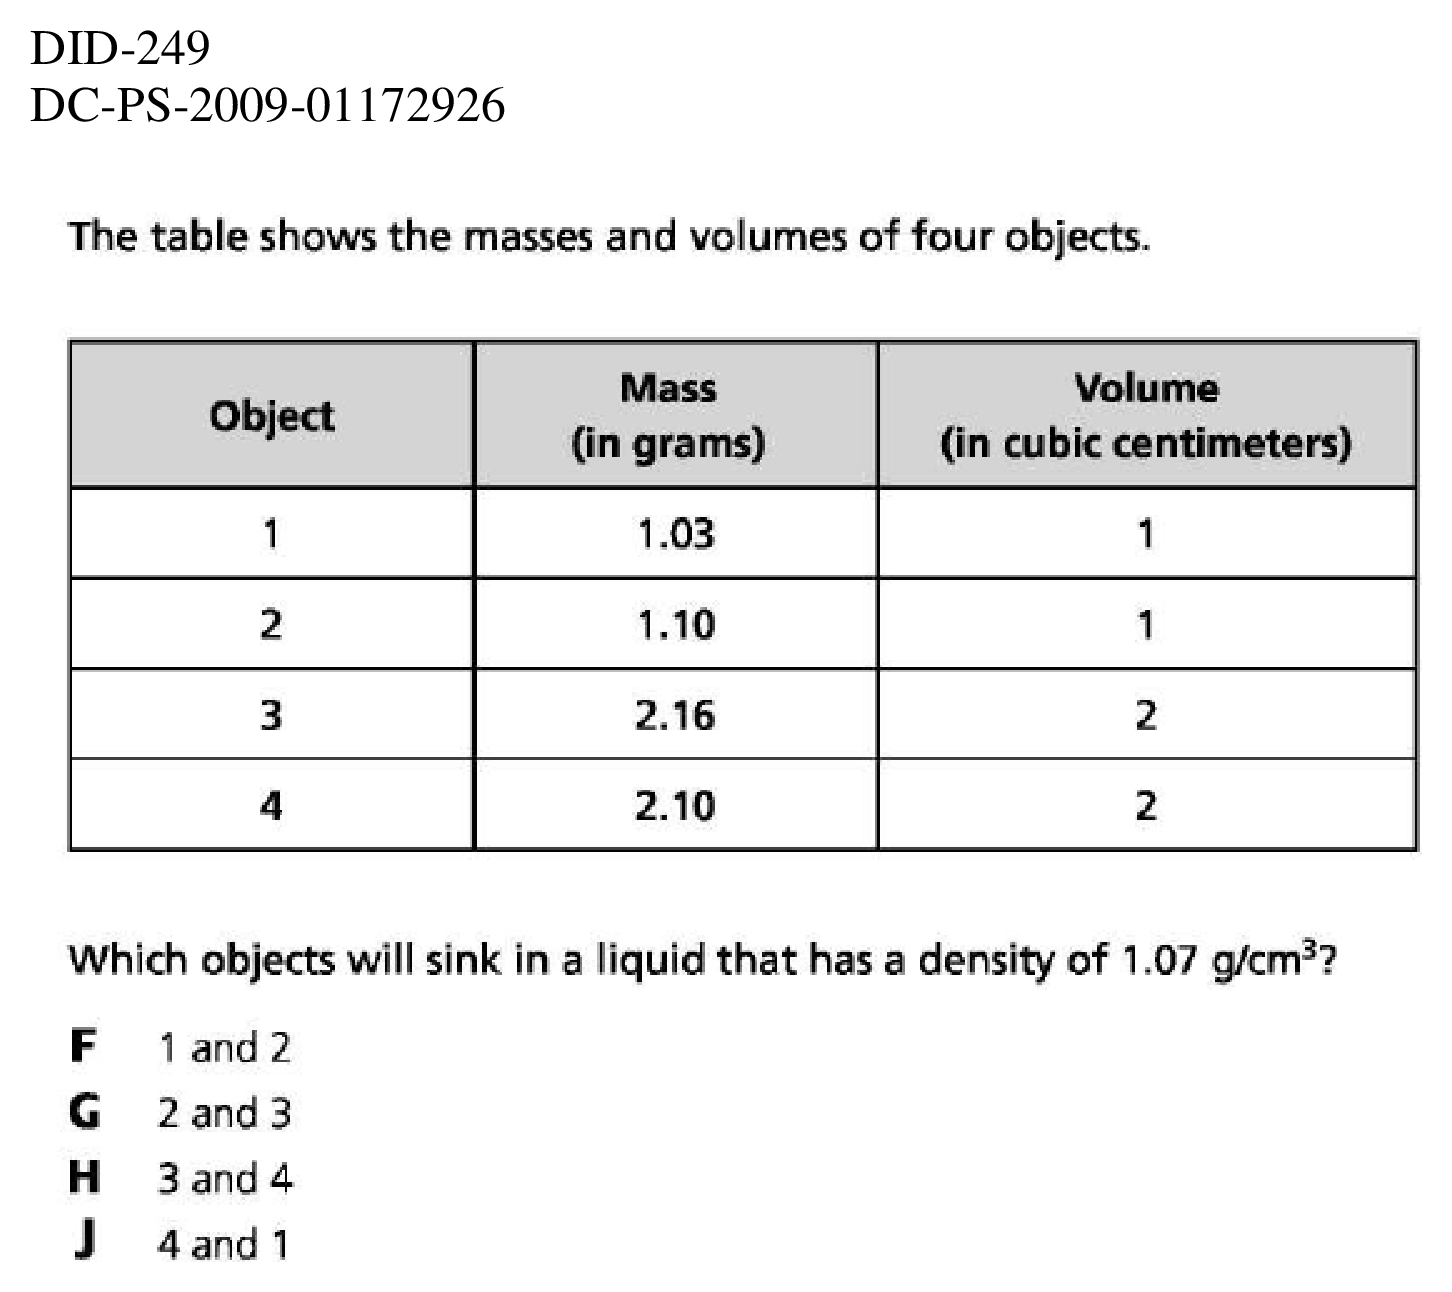 DID-249
DC-PS-2009-01172926
The table shows the masses and volumes of four objects.
Object Mass (in grams) Volume (in cubic centimeters)
1 1.03 1
2 1.10 1
3 2.16 2
4 2.10 2
Which objects will sink in a liquid that has a density of 1.07 g/cm³?
F 1 and 2
G 2 and 3
H 3 and 4
J 4 and 1